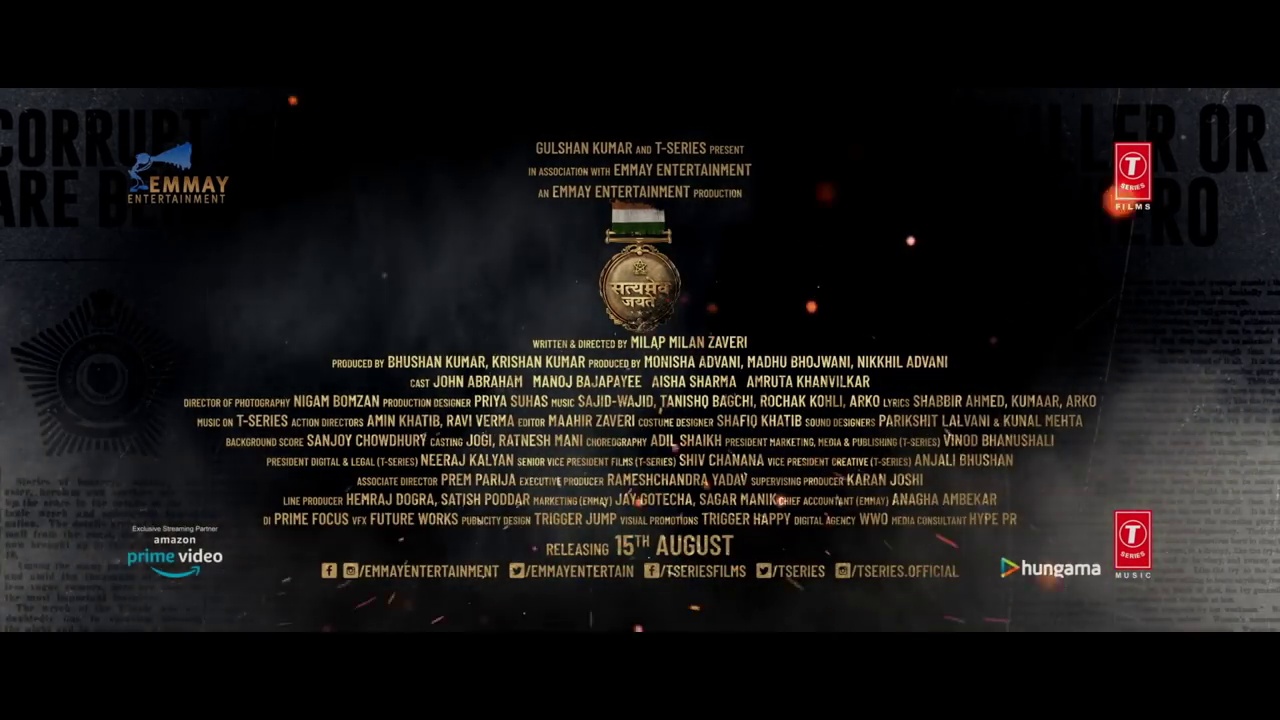 CORRUPT
ARE BE
KILLER OR
ERO
EMMAY
ENTERTAINMENT
T
SERIES
FILMS
GULSHAN KUMAR AND T-SERIES PRESENT
IN ASSOCIATION WITH EMMAY ENTERTAINMENT
AN EMMAY ENTERTAINMENT PRODUCTION
सत्यमेव
जयते
WRITTEN & DIRECTED BY MILAP MILAN ZAVERI
PRODUCED BY BHUSHAN KUMAR, KRISHAN KUMAR PRODUCED BY MONISHA ADVANI, MADHU BHOJWANI, NIKKHIL ADVANI
CAST JOHN ABRAHAM MANOJ BAJAPAYEE AISHA SHARMA AMRUTA KHANVILKAR
DIRECTOR OF PHOTOGRAPHY NIGAM BOMZAN PRODUCTION DESIGNER PRIYA SUHAS MUSIC SAJID-WAJID, TANISHQ BAGCHI, ROCHAK KOHLI, ARKO LYRICS SHABBIR AHMED, KUMAAR, ARKO
MUSIC ON T-SERIES ACTION DIRECTORS AMIN KHATIB, RAVI VERMA EDITOR MAAHIR ZAVERI COSTUME DESIGNER SHAFIQ KHATIB SOUND DESIGNERS PARIKSHIT LALVANI & KUNAL MEHTA
BACKGROUND SCORE SANJOY CHOWDHURY CASTING JOGI, RATNESH MANI CHOREOGRAPHY ADIL SHAIKH PRESIDENT MARKETING, MEDIA & PUBLISHING (T-SERIES) VINOD BHANUSHALI
PRESIDENT DIGITAL & LEGAL (T-SERIES) NEERAJ KALYAN SENIOR VICE PRESIDENT FILMS (T-SERIES) SHIV CHANANA VICE PRESIDENT CREATIVE (T-SERIES) ANJALI BHUSHAN
ASSOCIATE DIRECTOR PREM PARIJA EXECUTIVE PRODUCER RAMESHCHANDRA YADAV SUPERVISING PRODUCER KARAN JOSHI
LINE PRODUCER HEMRAJ DOGRA, SATISH PODDAR MARKETING (EMMAY) JAY GOTECHA, SAGAR MANIK CHIEF ACCOUNTANT (EMMAY) ANAGHA AMBEKAR
DI PRIME FOCUS VFX FUTURE WORKS PUBLICITY DESIGN TRIGGER JUMP VISUAL PROMOTIONS TRIGGER HAPPY DIGITAL AGENCY WWO MEDIA CONSULTANT HYPE PR
RELEASING 15TH AUGUST
/EMMAYENTERTAINMENT /EMMAYENTERTAIN /TSERIESFILMS /TSERIES /TSERIES.OFFICIAL
Exclusive Streaming Partner
amazon
prime video
hungama
T
SERIES
MUSIC